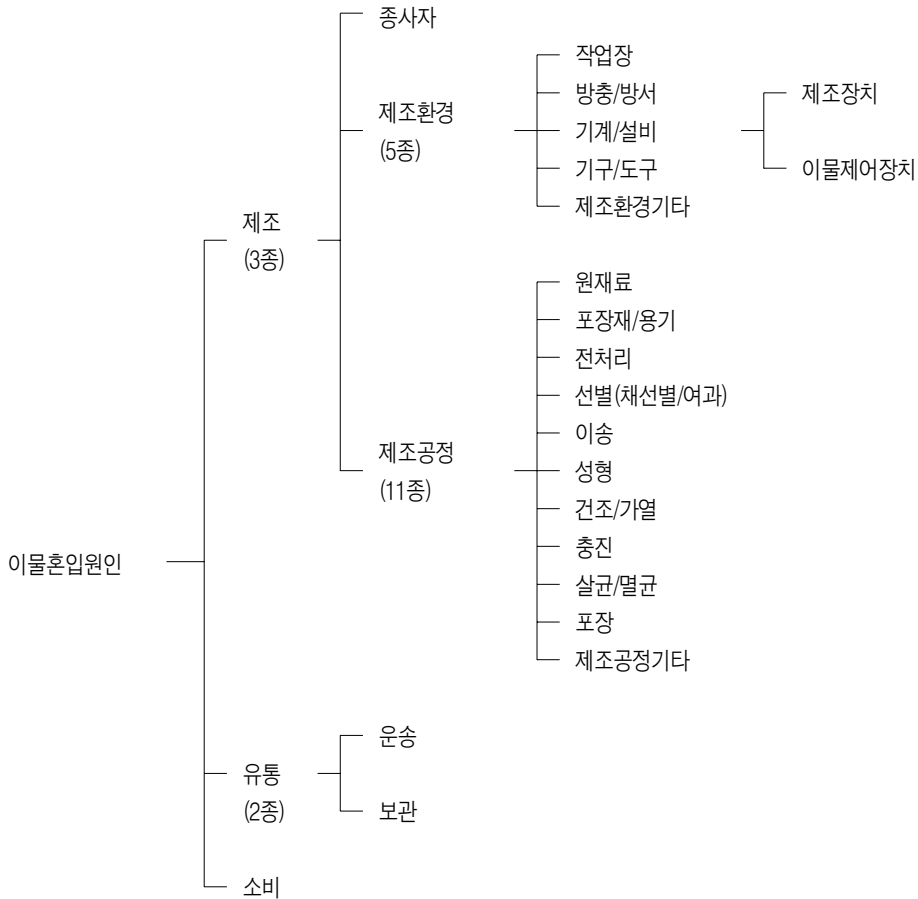 이물혼입원인
제조
(3종)
종사자
제조환경
(5종)
작업장
방충/방서
기계/설비
제조장치
이물제어장치
기구/도구
제조환경기타
제조공정
(11종)
원재료
포장재/용기
전처리
선별(채선별/여과)
이송
성형
건조/가열
충진
살균/멸균
포장
제조공정기타
유통
(2종)
운송
보관
소비